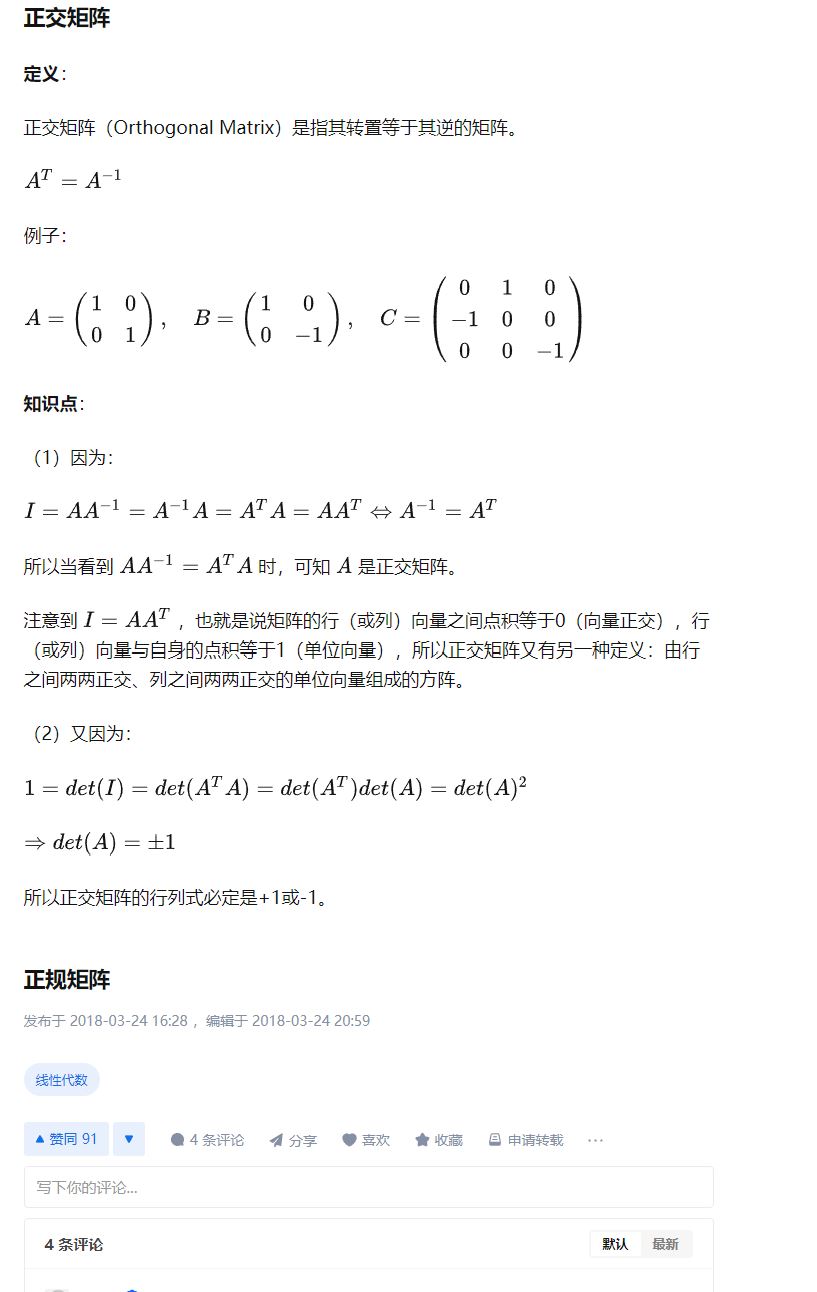 正交矩阵
定义：
正交矩阵（Orthogonal Matrix）是指其转置等于其逆的矩阵。
A^T = A^{-1}
例子：
A = \begin{pmatrix} 1 & 0 \\ 0 & 1 \end{pmatrix}, B = \begin{pmatrix} 1 & 0 \\ 0 & -1 \end{pmatrix}, C = \begin{pmatrix} 0 & 1 & 0 \\ -1 & 0 & 0 \\ 0 & 0 & -1 \end{pmatrix}
知识点：
（1）因为：
I = AA^{-1} = A^{-1}A = A^T A = AA^T ⇔ A^{-1} = A^T
所以当看到 AA^{-1} = A^T A 时，可知 A 是正交矩阵。
注意到 I = AA^T ，也就是说矩阵的行（或列）向量之间点积等于0（向量正交），行
（或列）向量与自身的点积等于1（单位向量），所以正交矩阵又有另一种定义：由行
之间两两正交、列之间两两正交的单位向量组成的方阵。
（2）又因为：
1 = det(I) = det(A^T A) = det(A^T)det(A) = det(A)^2
⇒ det(A) = ±1
所以正交矩阵的行列式必定是+1或-1。
正规矩阵
发布于 2018-03-24 16:28 ，编辑于 2018-03-24 20:59
线性代数
▲ 赞同 91 ▼ 4 条评论 分享 喜欢 收藏 申请转载 ···
写下你的评论...
4 条评论 默认 最新